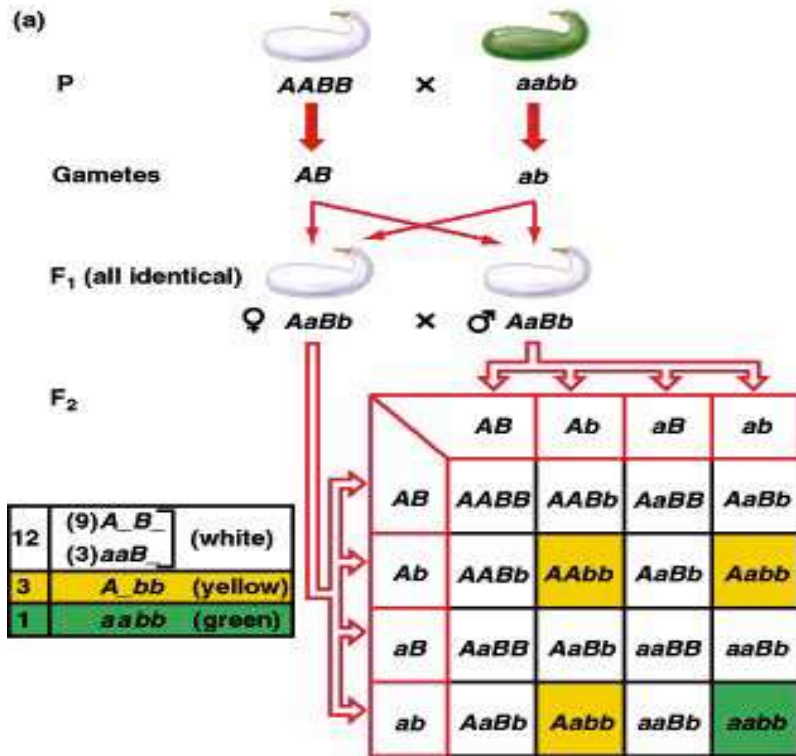 (a)
P AABB × aabb
Gametes AB ab
F1 (all identical)
♀ AaBb × ♂ AaBb
F2
AB Ab aB ab
AB AABB AABb AaBB AaBb
Ab AABb AAbb AaBb Aabb
aB AaBB AaBb aaBB aaBb
ab AaBb Aabb aaBb aabb
12 (9)A_B_ (3)aaB_ (white)
3 A_bb (yellow)
1 aabb (green)